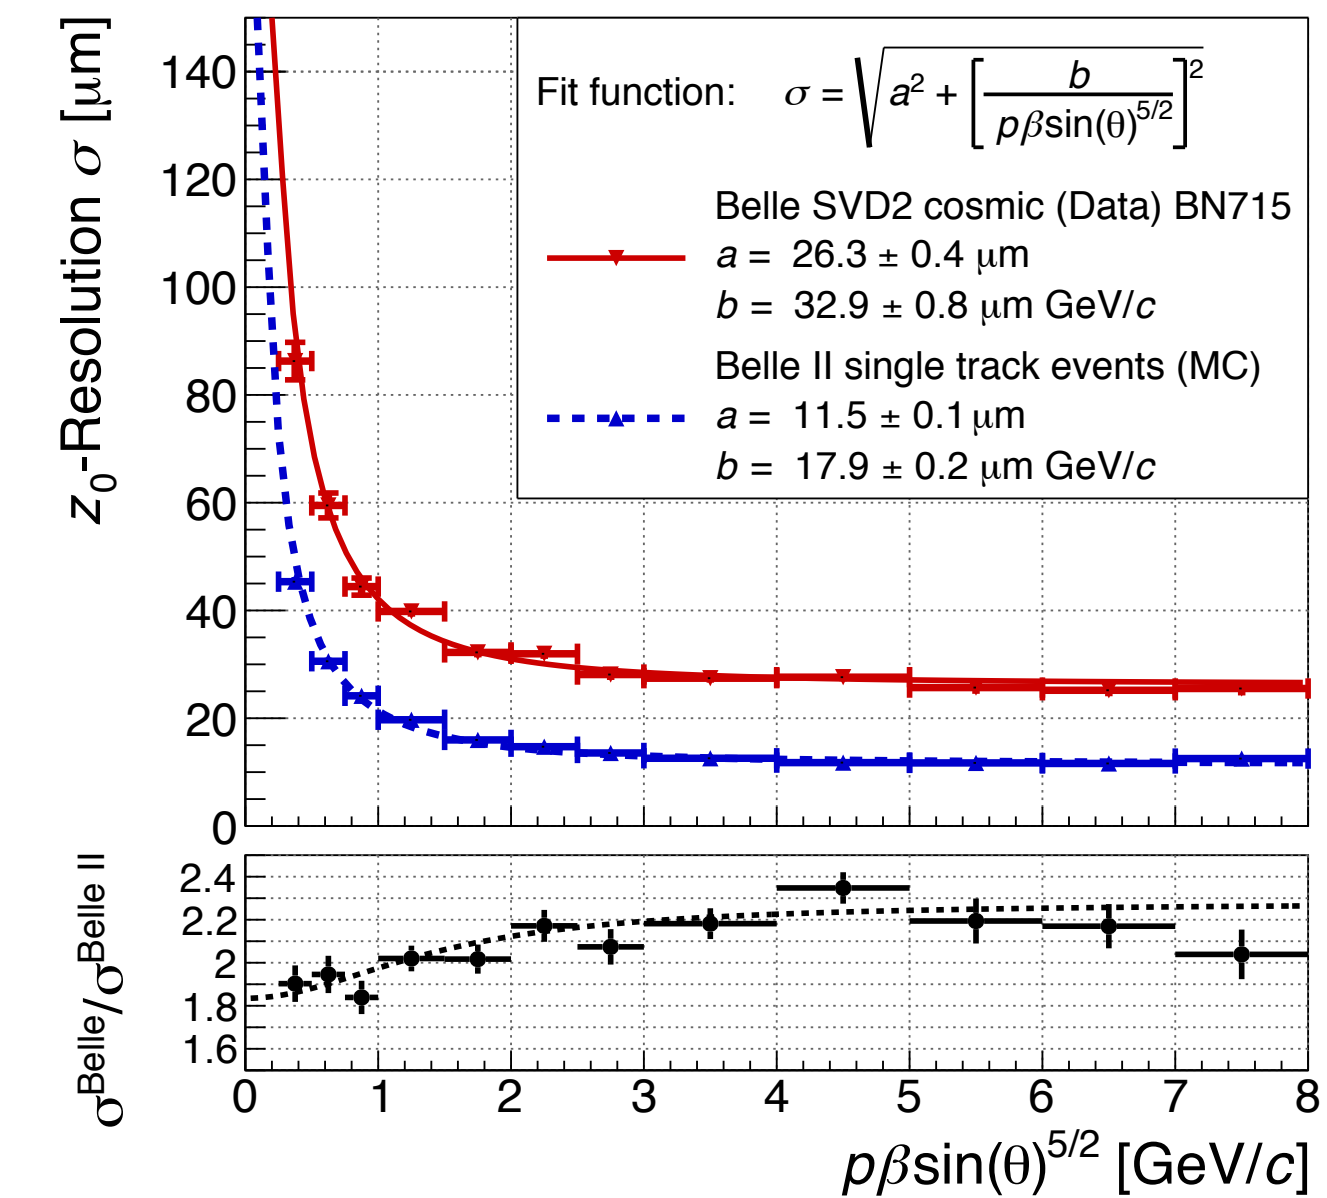 z₀-Resolution σ [μm]
140
120
100
80
60
40
20
0
Fit function: σ = √a² + [b / pβsin(θ)^5/2]²
Belle SVD2 cosmic (Data) BN715
a = 26.3 ± 0.4 μm
b = 32.9 ± 0.8 μm GeV/c
Belle II single track events (MC)
a = 11.5 ± 0.1 μm
b = 17.9 ± 0.2 μm GeV/c
σ^Belle/σ^Belle II
2.4
2.2
2
1.8
1.6
0 1 2 3 4 5 6 7 8
pβsin(θ)^5/2 [GeV/c]